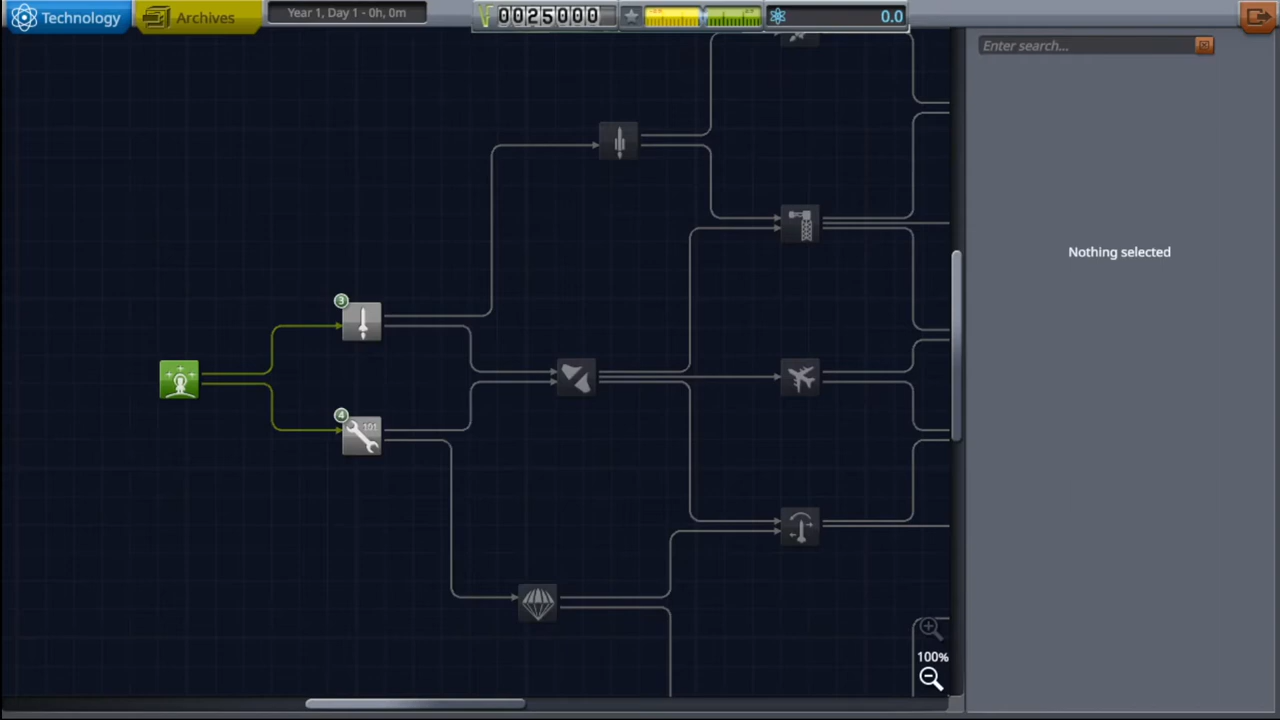 Technology
Archives
Year 1, Day 1 - 0h, 0m
0025000
0.0
Enter search...
Nothing selected
3
4
101
100%